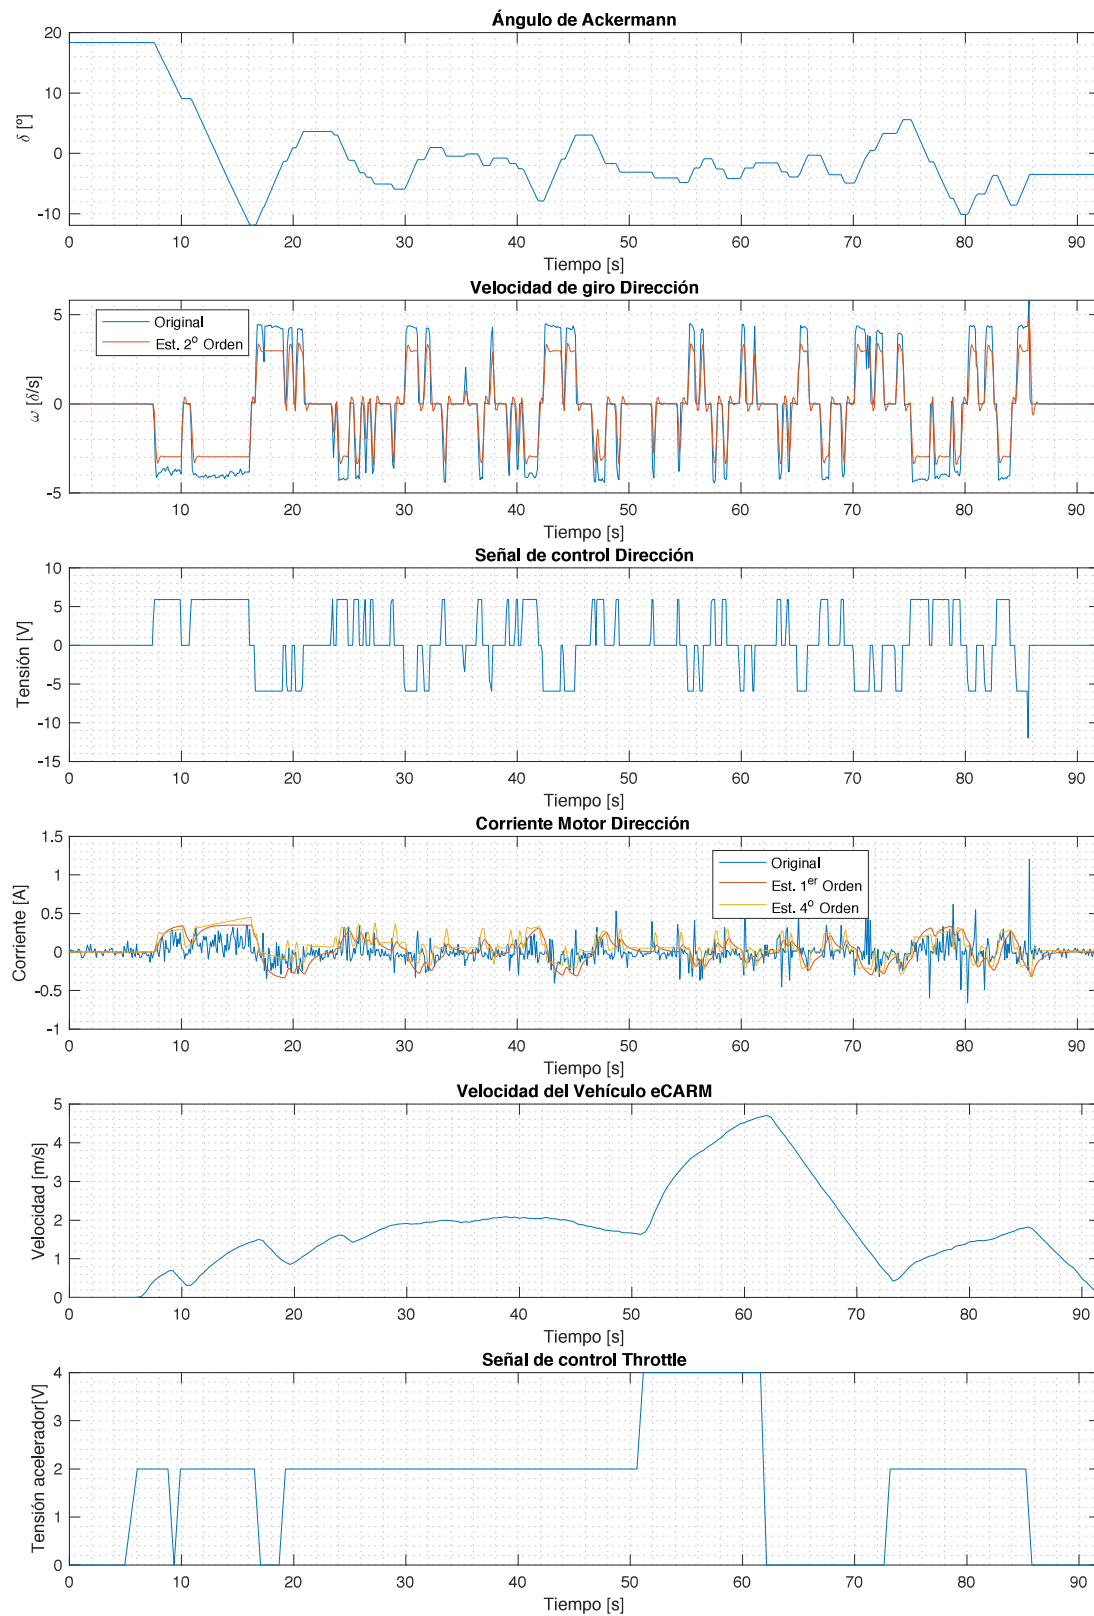 Ángulo de Ackermann
20
10
0
-10
δ [º]
0 10 20 30 40 50 60 70 80 90
Tiempo [s]
Velocidad de giro Dirección
Original
Est. 2º Orden
5
0
-5
ω [δ/s]
0 10 20 30 40 50 60 70 80 90
Tiempo [s]
Señal de control Dirección
10
5
0
-5
-10
-15
Tensión [V]
0 10 20 30 40 50 60 70 80 90
Tiempo [s]
Corriente Motor Dirección
Original
Est. 1er Orden
Est. 4º Orden
1.5
1
0.5
0
-0.5
-1
Corriente [A]
0 10 20 30 40 50 60 70 80 90
Tiempo [s]
Velocidad del Vehículo eCARM
5
4
3
2
1
0
Velocidad [m/s]
0 10 20 30 40 50 60 70 80 90
Tiempo [s]
Señal de control Throttle
4
3
2
1
0
Tensión acelerador[V]
0 10 20 30 40 50 60 70 80 90
Tiempo [s]